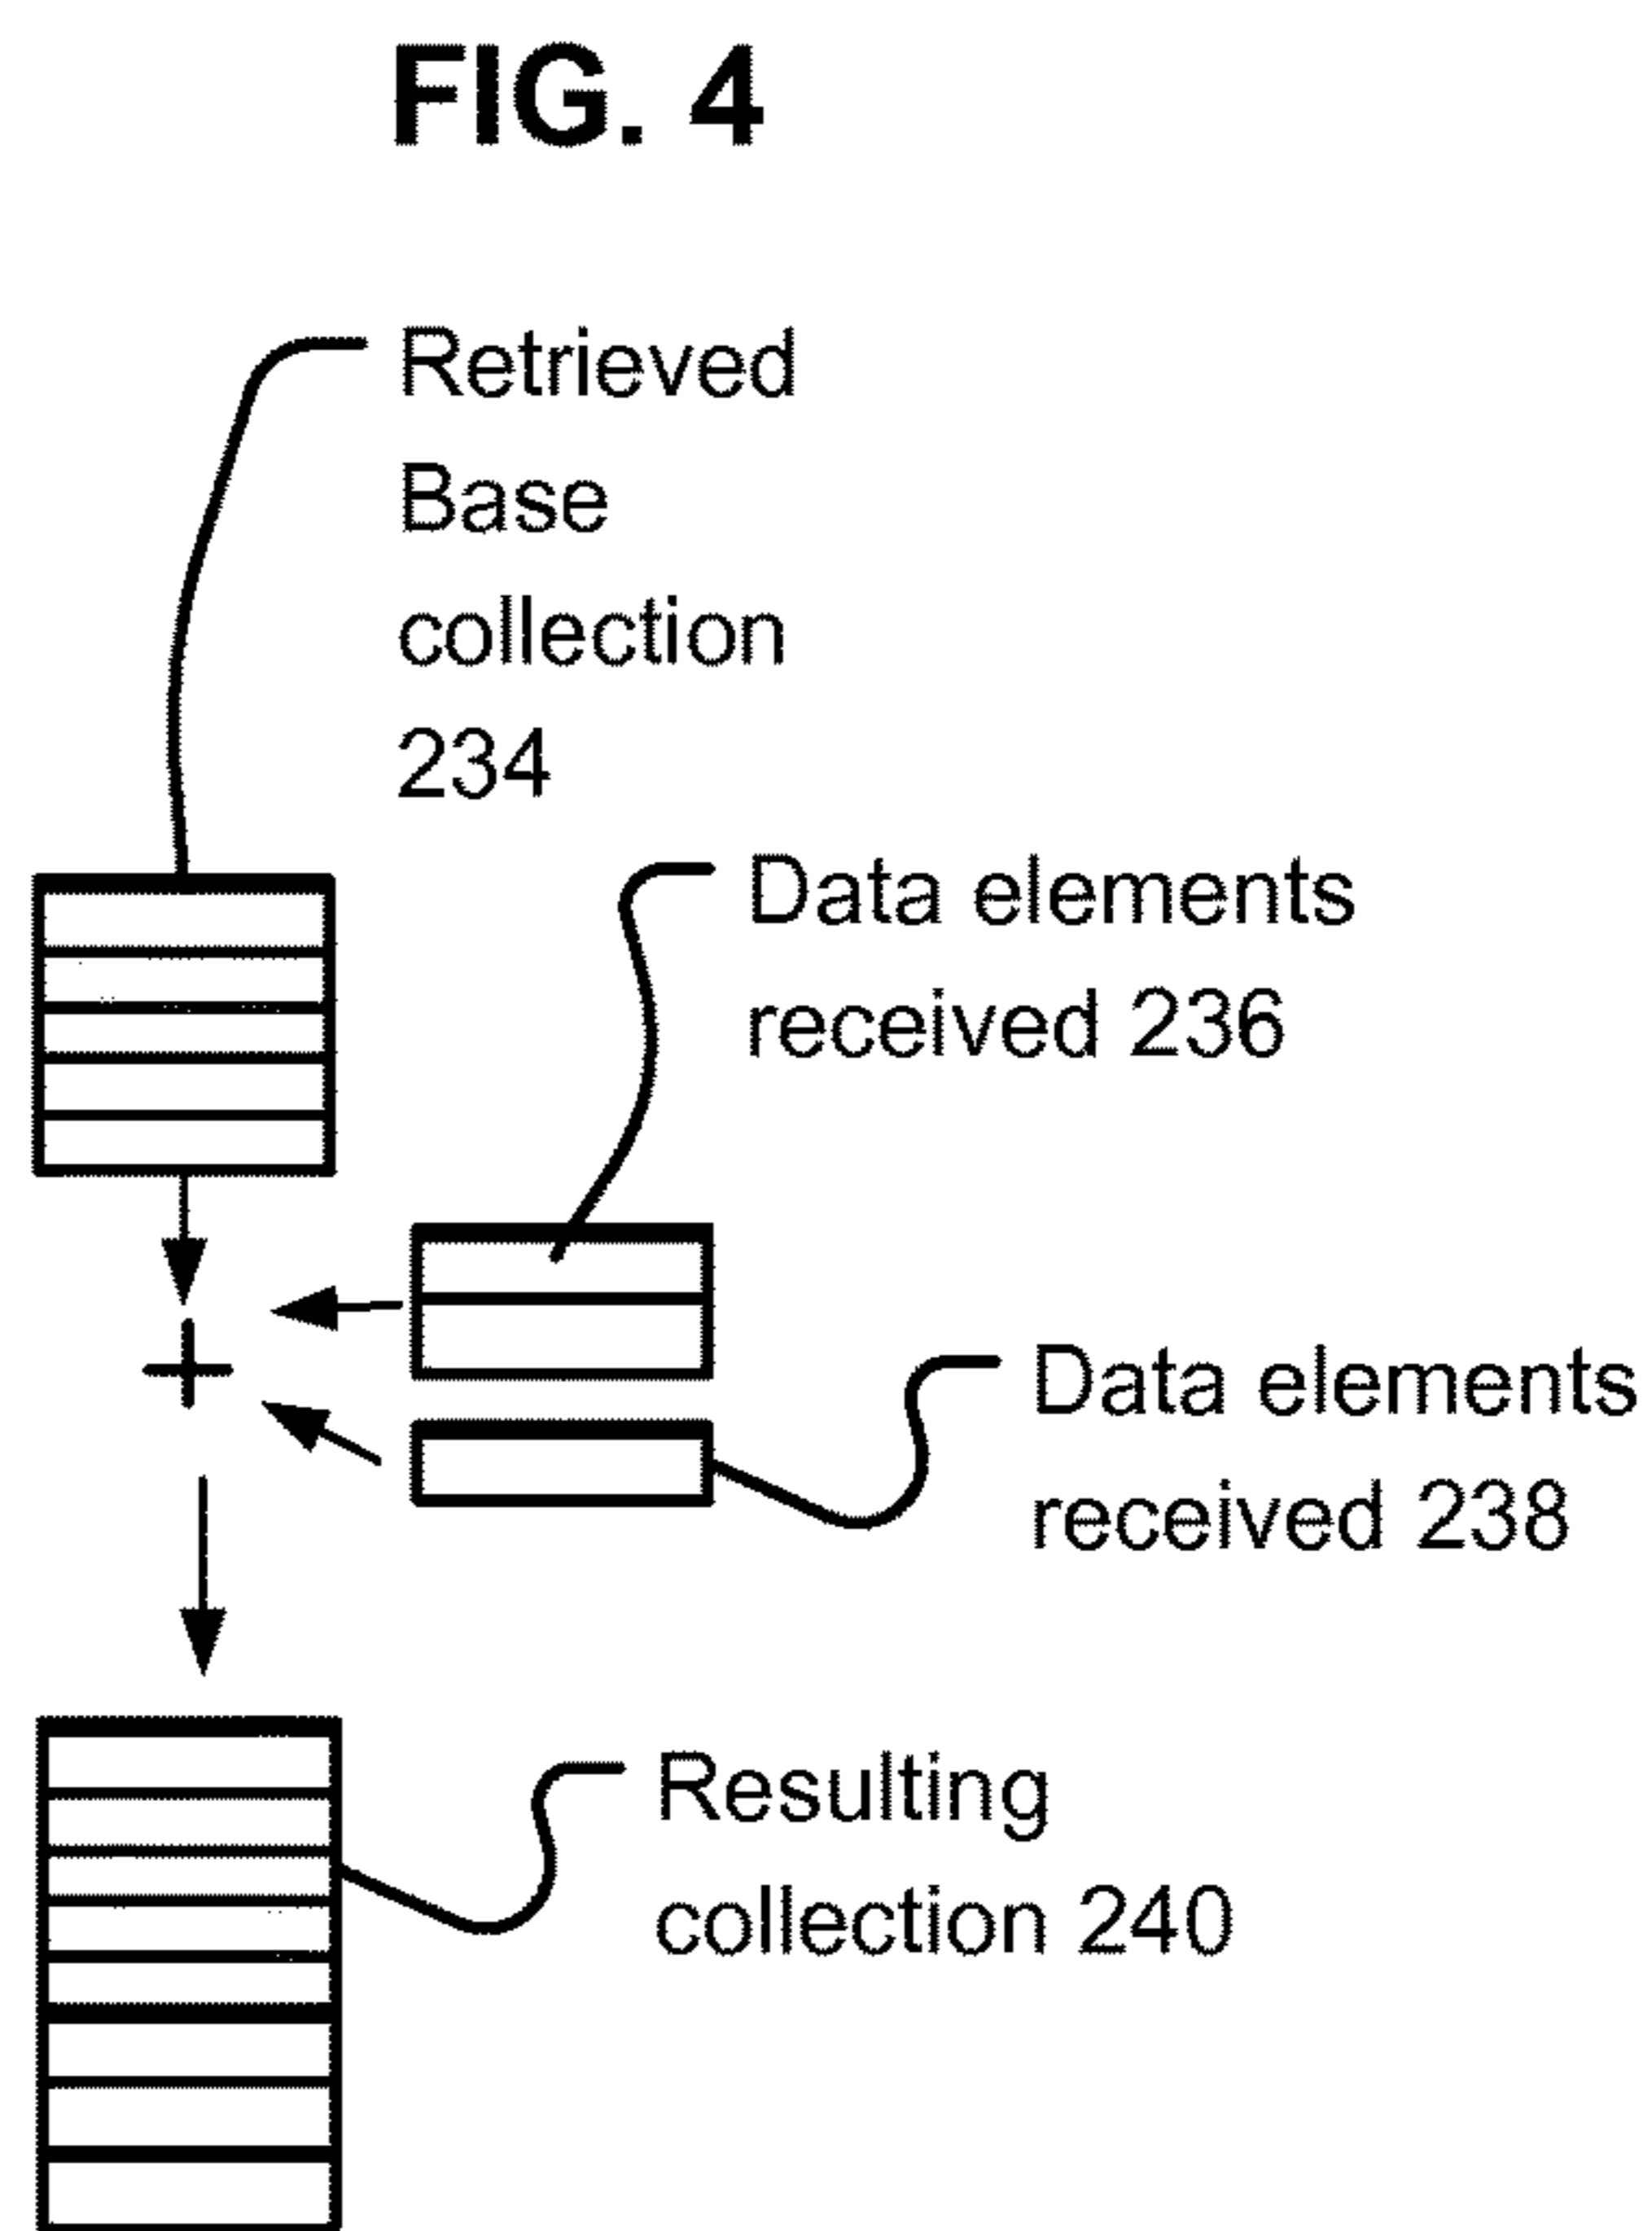 FIG. 4
Retrieved
Base
collection
234
Data elements
received 236
+
Data elements
received 238
Resulting
collection 240